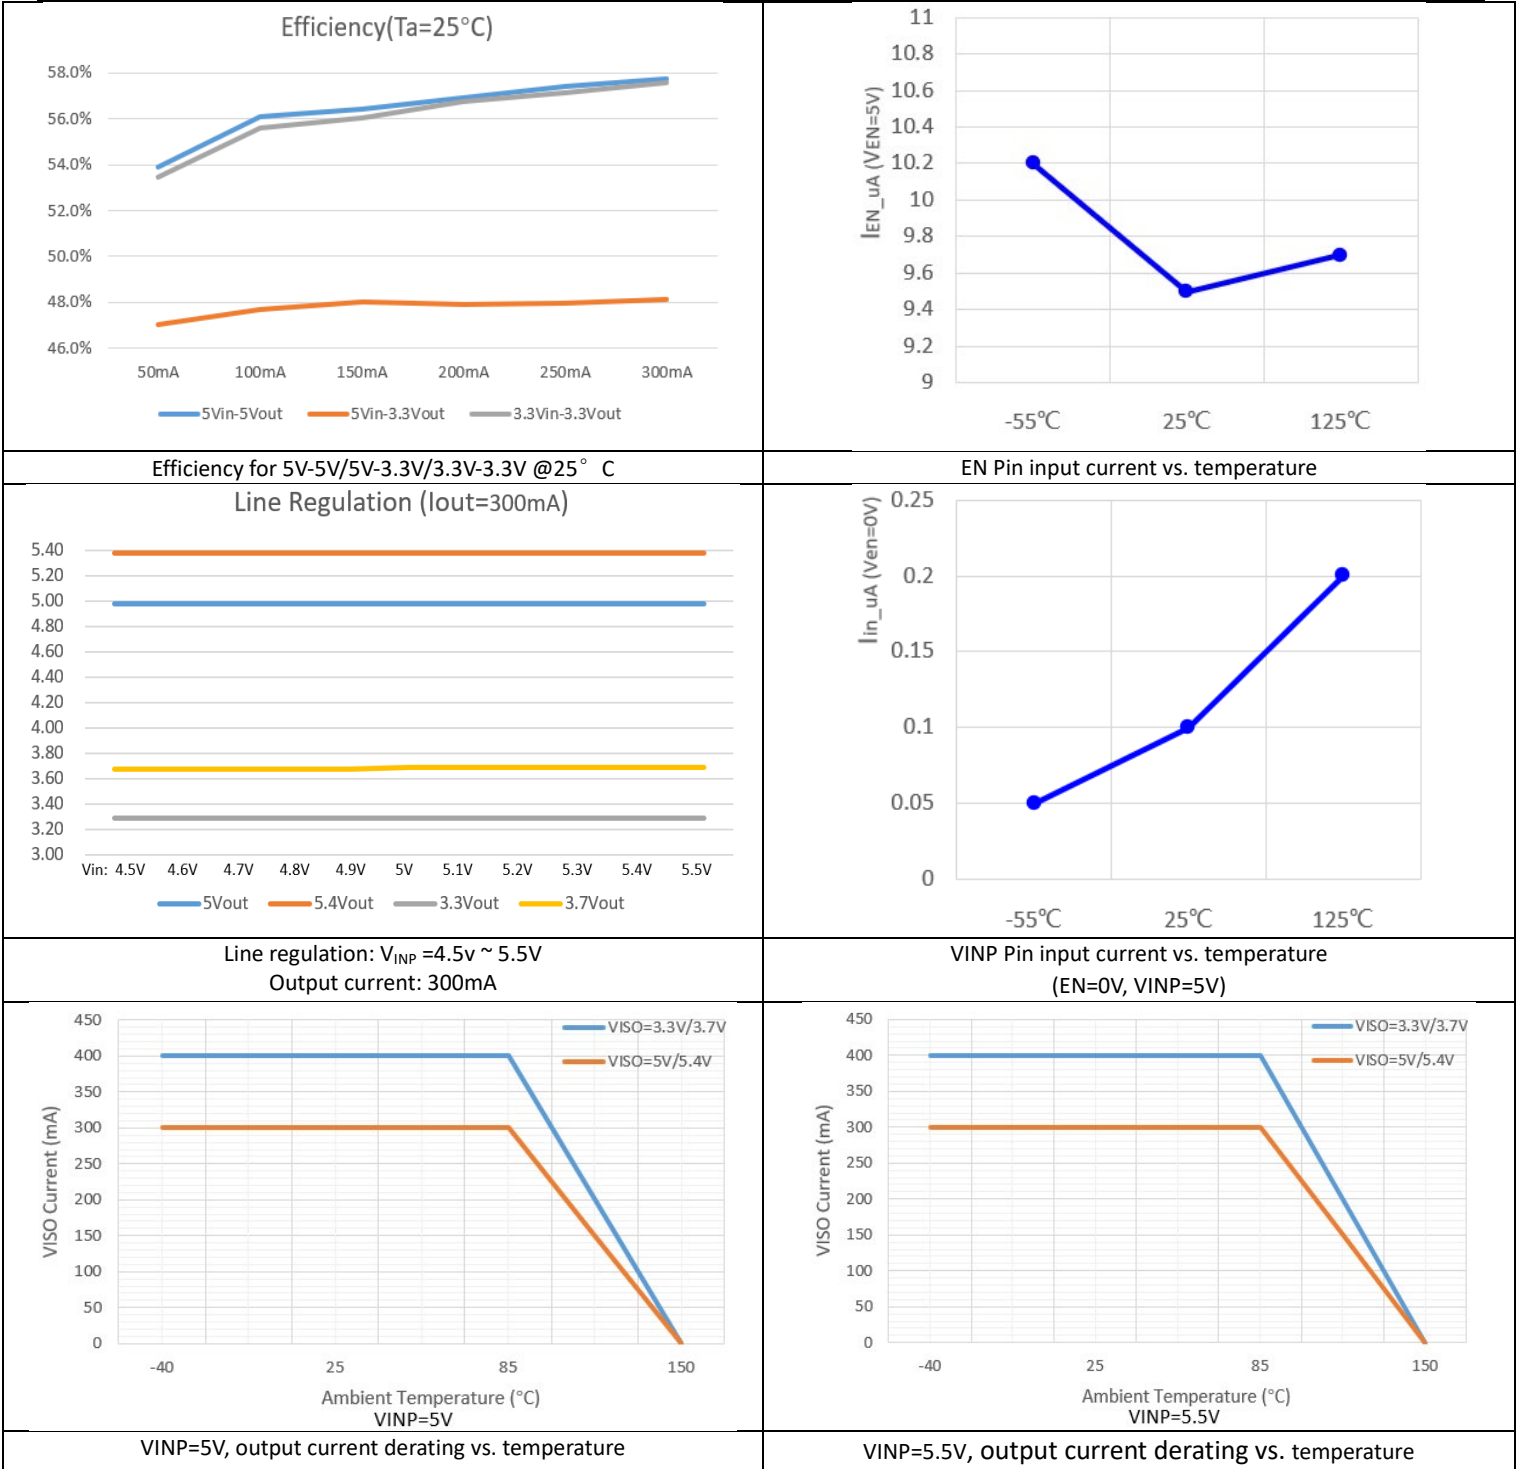 Efficiency(Ta=25°C)
58.0%
56.0%
54.0%
52.0%
50.0%
48.0%
46.0%
50mA 100mA 150mA 200mA 250mA 300mA
5Vin-5Vout 5Vin-3.3Vout 3.3Vin-3.3Vout
Efficiency for 5V-5V/5V-3.3V/3.3V-3.3V @25° C
IEN_uA (VEN=5V)
11
10.8
10.6
10.4
10.2
10
9.8
9.6
9.4
9.2
9
-55℃ 25℃ 125℃
EN Pin input current vs. temperature
Line Regulation (Iout=300mA)
5.40
5.20
5.00
4.80
4.60
4.40
4.20
4.00
3.80
3.60
3.40
3.20
3.00
Vin: 4.5V 4.6V 4.7V 4.8V 4.9V 5V 5.1V 5.2V 5.3V 5.4V 5.5V
5Vout 5.4Vout 3.3Vout 3.7Vout
Line regulation: VINP =4.5v ~ 5.5V
Output current: 300mA
Iin_uA (Ven=0V)
0.25
0.2
0.15
0.1
0.05
0
-55℃ 25℃ 125℃
VINP Pin input current vs. temperature
(EN=0V, VINP=5V)
VISO Current (mA)
450
400
350
300
250
200
150
100
50
0
VISO=3.3V/3.7V
VISO=5V/5.4V
-40 25 85 150
Ambient Temperature (°C)
VINP=5V
VINP=5V, output current derating vs. temperature
VISO Current (mA)
450
400
350
300
250
200
150
100
50
0
VISO=3.3V/3.7V
VISO=5V/5.4V
-40 25 85 150
Ambient Temperature (°C)
VINP=5.5V
VINP=5.5V, output current derating vs. temperature